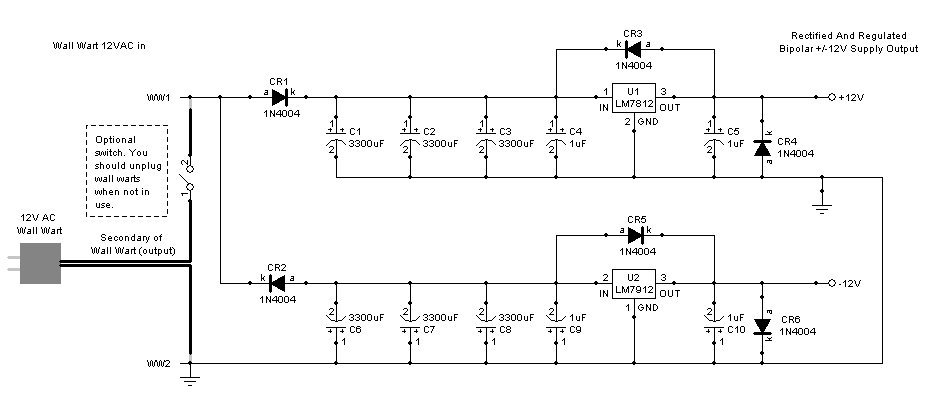 Wall Wart 12VAC in
Rectified And Regulated
Bipolar +/-12V Supply Output
CR3
k
a
1N4004
CR1
a
k
1N4004
WW1
U1
LM7812
1
IN
3
OUT
2
GND
+12V
1
C1
3300uF
2
1
C2
3300uF
2
1
C3
3300uF
2
1
C4
1uF
2
1
C5
1uF
2
k
CR4
1N4004
a
Optional
switch. You
should unplug
wall warts
when not in
use.
2
1
12V AC
Wall Wart
Secondary of
Wall Wart (output)
CR5
a
k
1N4004
CR2
k
a
1N4004
U2
LM7912
2
IN
3
OUT
1
GND
-12V
2
3300uF
C6
1
2
3300uF
C7
1
2
3300uF
C8
1
2
1uF
C9
1
2
1uF
C10
1
a
CR6
1N4004
k
WW2